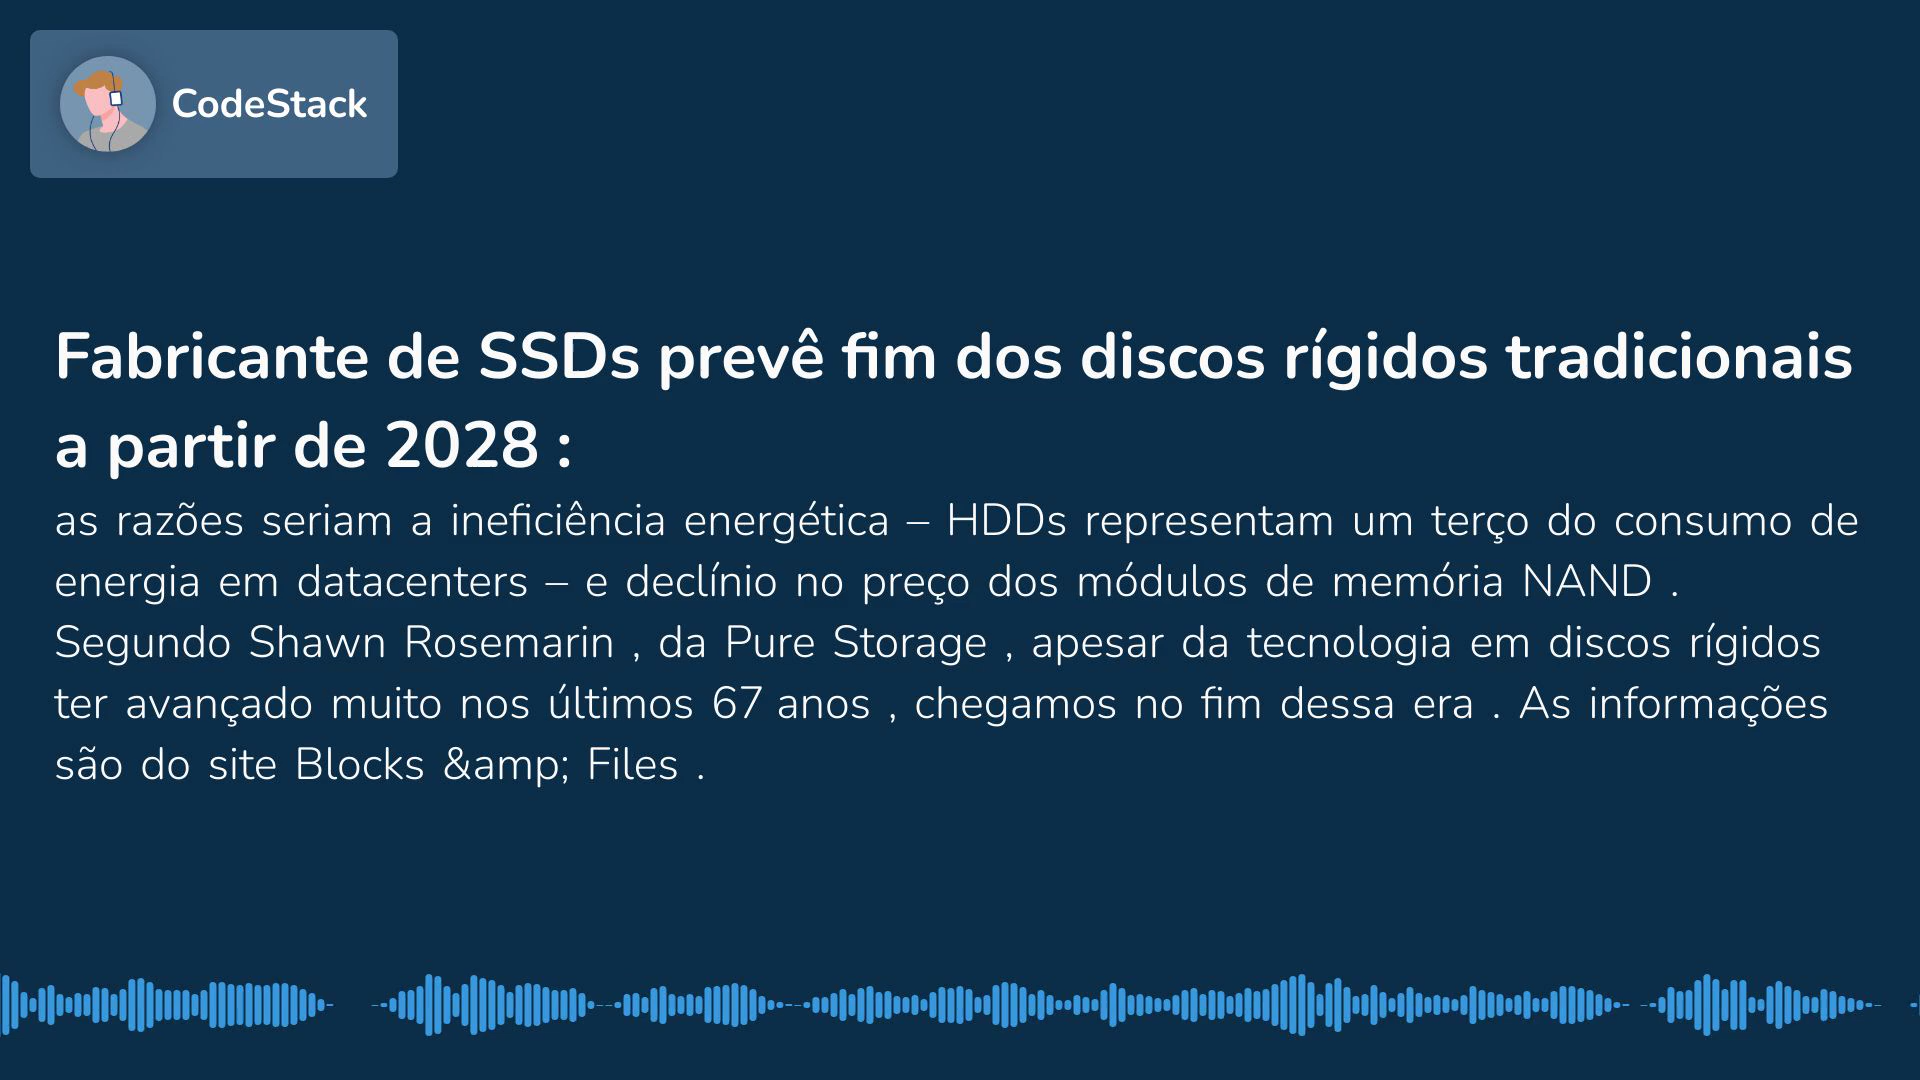 CodeStack
Fabricante de SSDs prevê fim dos discos rígidos tradicionais
a partir de 2028 :
as razões seriam a ineficiência energética – HDDs representam um terço do consumo de
energia em datacenters – e declínio no preço dos módulos de memória NAND .
Segundo Shawn Rosemarin , da Pure Storage , apesar da tecnologia em discos rígidos
ter avançado muito nos últimos 67 anos , chegamos no fim dessa era . As informações
são do site Blocks &amp; Files .